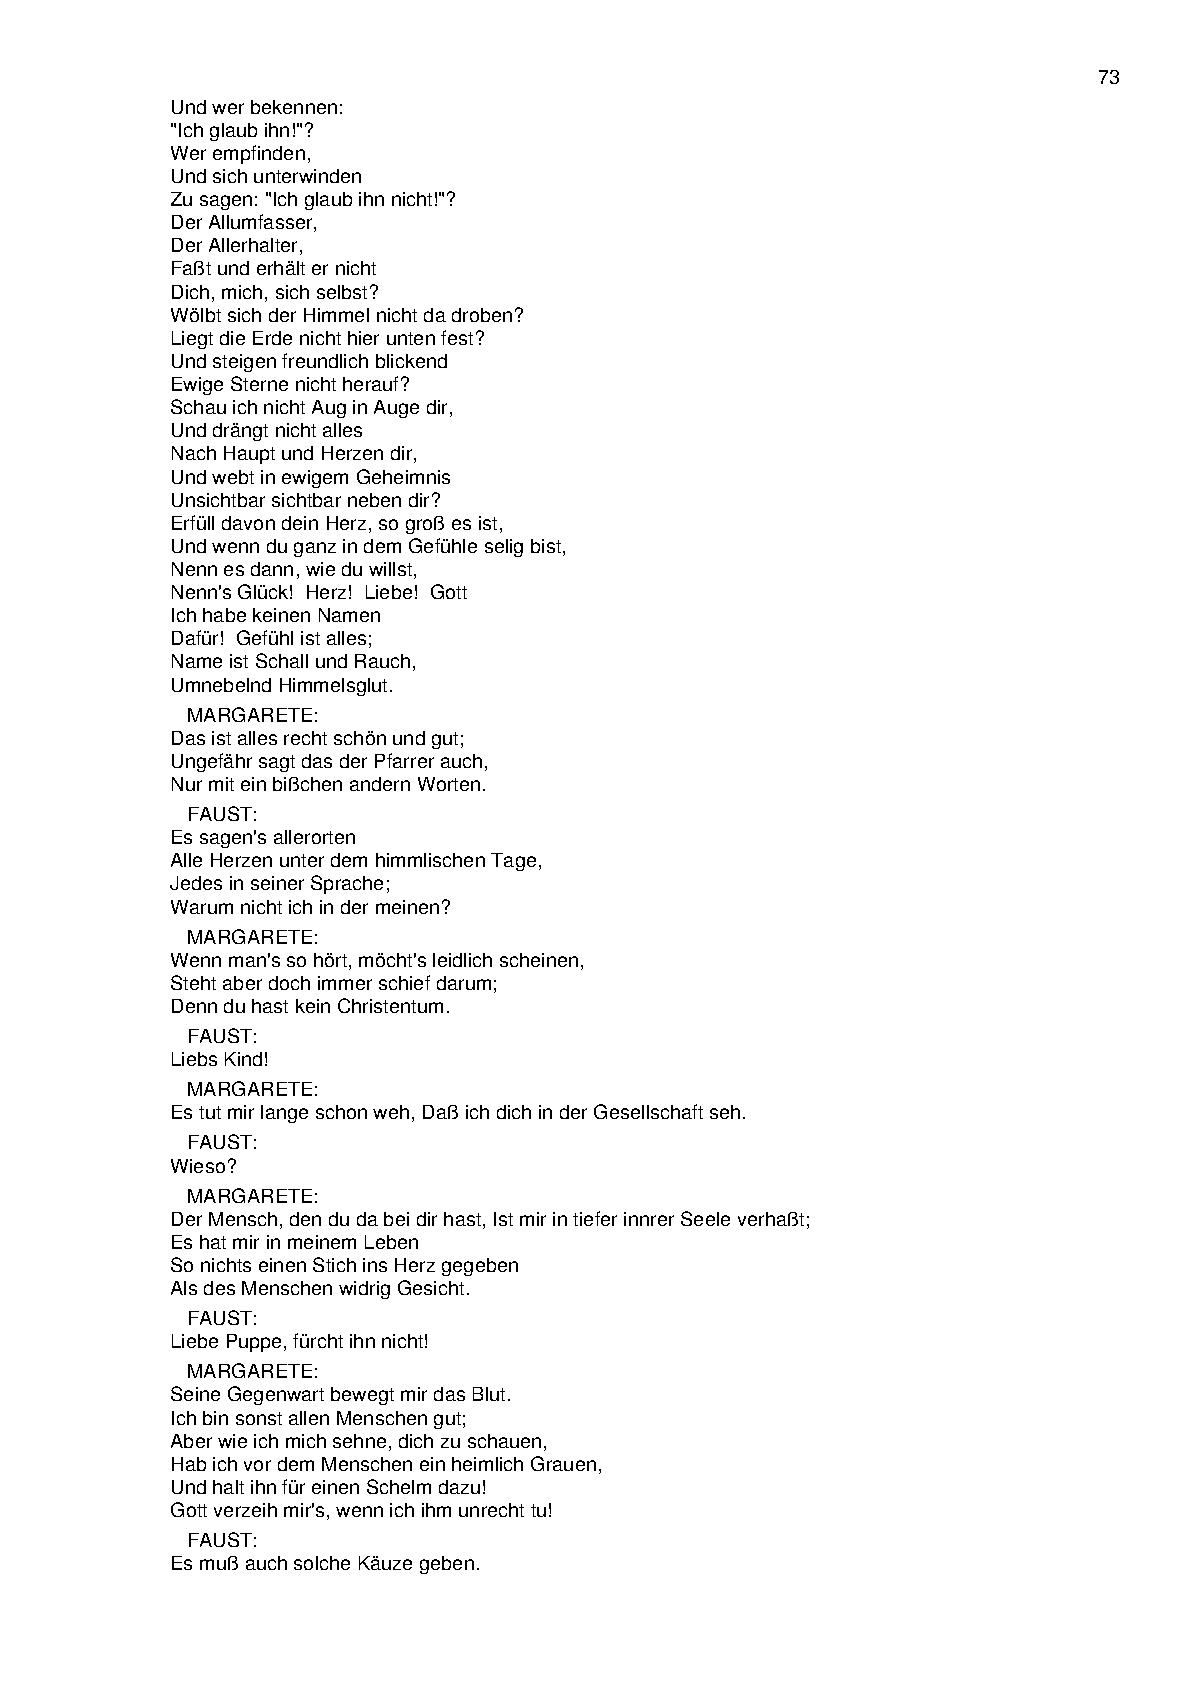 73
Und wer bekennen:
"Ich glaub ihn!"?
Wer empfinden,
Und sich unterwinden
Zu sagen: "Ich glaub ihn nicht!"?
Der Allumfasser,
Der Allerhalter,
Faßt und erhält er nicht
Dich, mich, sich selbst?
Wölbt sich der Himmel nicht da droben?
Liegt die Erde nicht hier unten fest?
Und steigen freundlich blickend
Ewige Sterne nicht herauf?
Schau ich nicht Aug in Auge dir,
Und drängt nicht alles
Nach Haupt und Herzen dir,
Und webt in ewigem Geheimnis
Unsichtbar sichtbar neben dir?
Erfüll davon dein Herz, so groß es ist,
Und wenn du ganz in dem Gefühle selig bist,
Nenn es dann, wie du willst,
Nenn's Glück!  Herz!  Liebe!  Gott
Ich habe keinen Namen
Dafür!  Gefühl ist alles;
Name ist Schall und Rauch,
Umnebelnd Himmelsglut.
MARGARETE:
Das ist alles recht schön und gut;
Ungefähr sagt das der Pfarrer auch,
Nur mit ein bißchen andern Worten.
FAUST:
Es sagen's allerorten
Alle Herzen unter dem himmlischen Tage,
Jedes in seiner Sprache;
Warum nicht ich in der meinen?
MARGARETE:
Wenn man's so hört, möcht's leidlich scheinen,
Steht aber doch immer schief darum;
Denn du hast kein Christentum.
FAUST:
Liebs Kind!
MARGARETE:
Es tut mir lange schon weh, Daß ich dich in der Gesellschaft seh.
FAUST:
Wieso?
MARGARETE:
Der Mensch, den du da bei dir hast, Ist mir in tiefer innrer Seele verhaßt;
Es hat mir in meinem Leben
So nichts einen Stich ins Herz gegeben
Als des Menschen widrig Gesicht.
FAUST:
Liebe Puppe, fürcht ihn nicht!
MARGARETE:
Seine Gegenwart bewegt mir das Blut.
Ich bin sonst allen Menschen gut;
Aber wie ich mich sehne, dich zu schauen,
Hab ich vor dem Menschen ein heimlich Grauen,
Und halt ihn für einen Schelm dazu!
Gott verzeih mir's, wenn ich ihm unrecht tu!
FAUST:
Es muß auch solche Käuze geben.